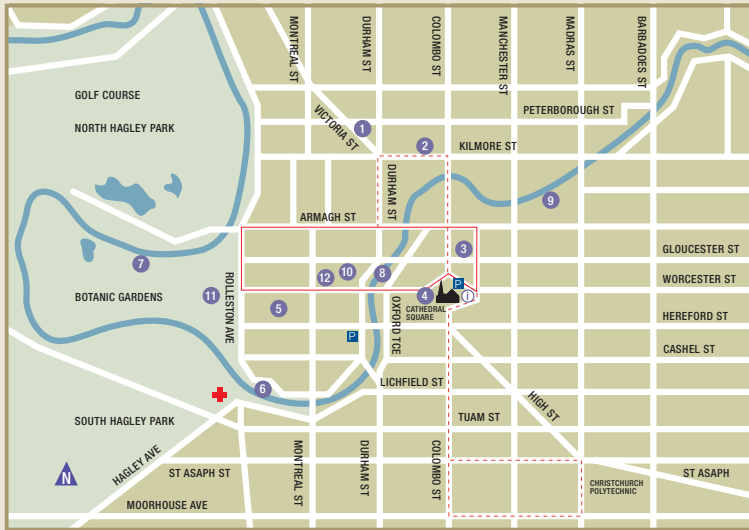 MONTREAL ST
DURHAM ST
COLOMBO ST
MANCHESTER ST
MADRAS ST
BARBADOES ST
GOLF COURSE
NORTH HAGLEY PARK
VICTORIA ST
1
PETERBOROUGH ST
2
KILMORE ST
DURHAM ST
9
ARMAGH ST
3
GLOUCESTER ST
7
12
10
8
WORCESTER ST
P
BOTANIC GARDENS
11
ROLLESTON AVE
5
4
i
CATHEDRAL
SQUARE
OXFORD TCE
HEREFORD ST
P
CASHEL ST
6
LICHFIELD ST
HIGH ST
SOUTH HAGLEY PARK
TUAM ST
HAGLEY AVE
MONTREAL ST
DURHAM ST
COLOMBO ST
N
ST ASAPH ST
ST ASAPH
CHRISTCHURCH
POLYTECHNIC
MOORHOUSE AVE